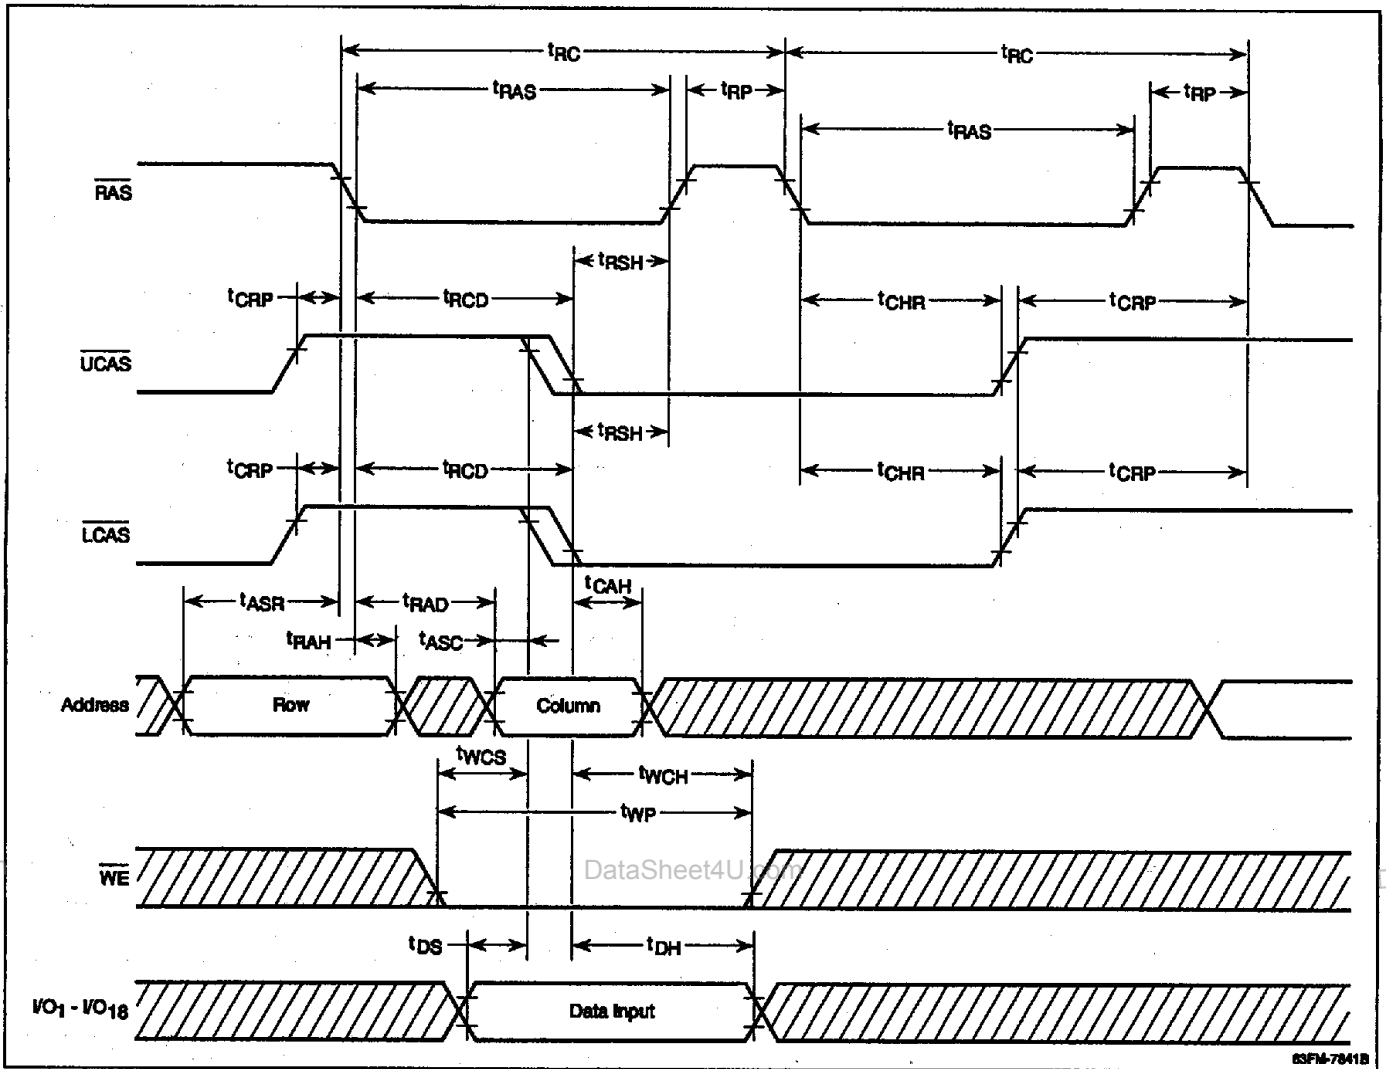 tRC tRC
tRAS tRP tRP
tRAS
RAS
tRSH
tCRP tRCD tCHR tCRP
UCAS
tRSH
tCRP tRCD tCHR tCRP
LCAS
tCAH
tASR tRAD
tRAH tASC
Address Row Column
tWCS tWCH
tWP
WE
DataSheet4U.com
tDS tDH
I/O1 - I/O18 Data Input
83FM-7841B